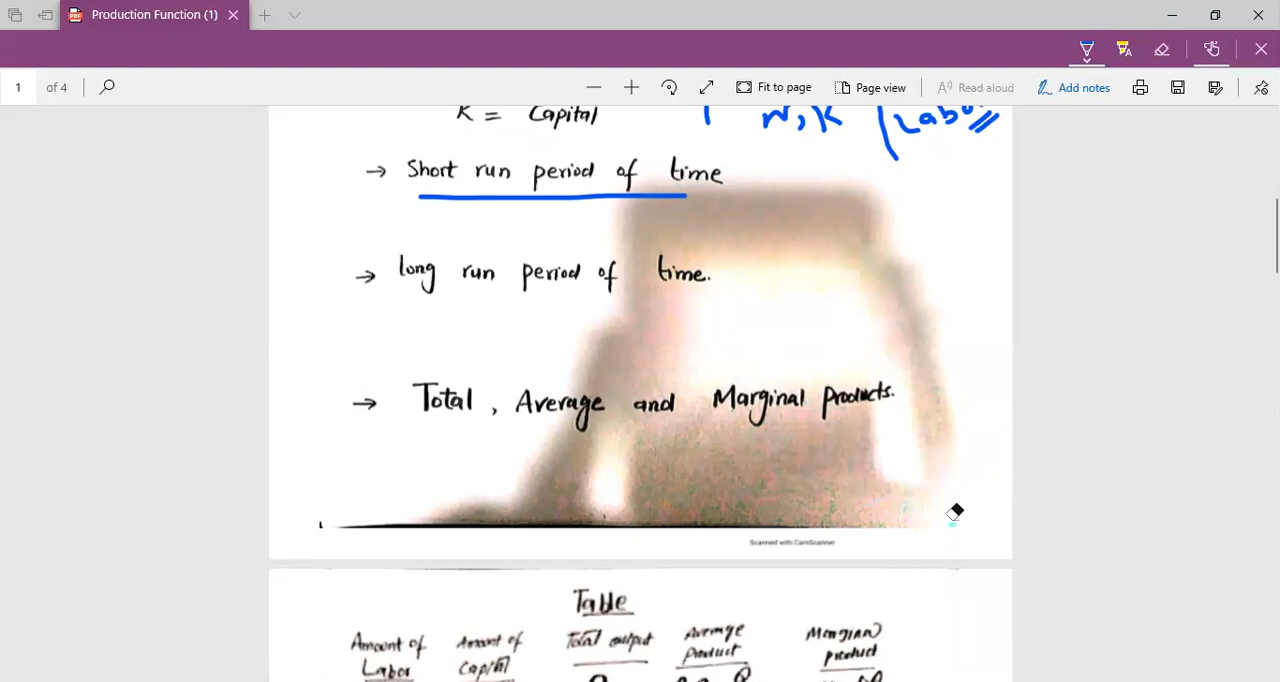 Production Function (1)
1 of 4
Fit to page
Page view
Read aloud
Add notes
K = Capital
N, K
Labor
→ Short run period of time
→ long run period of time.
→ Total, Average and Marginal Products.
Scanned with CamScanner
Table
Amount of Labor
Amount of Capital
Total output
Average Product
Marginal product